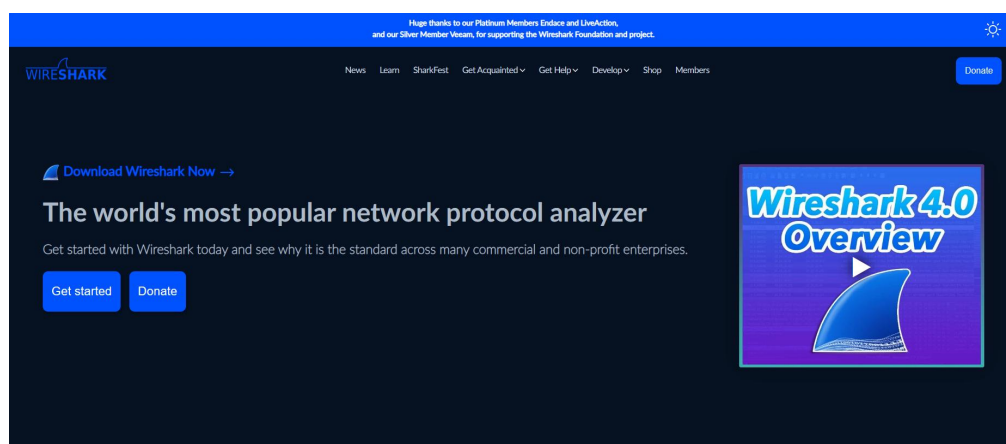 Huge thanks to our Platinum Members Endace and LiveAction,
and our Silver Member Veeam, for supporting the Wireshark Foundation and project.
WIRESHARK
News Learn SharkFest Get Acquainted Get Help Develop Shop Members
Donate
Download Wireshark Now →
The world's most popular network protocol analyzer
Get started with Wireshark today and see why it is the standard across many commercial and non-profit enterprises.
Get started Donate
Wireshark 4.0
Overview